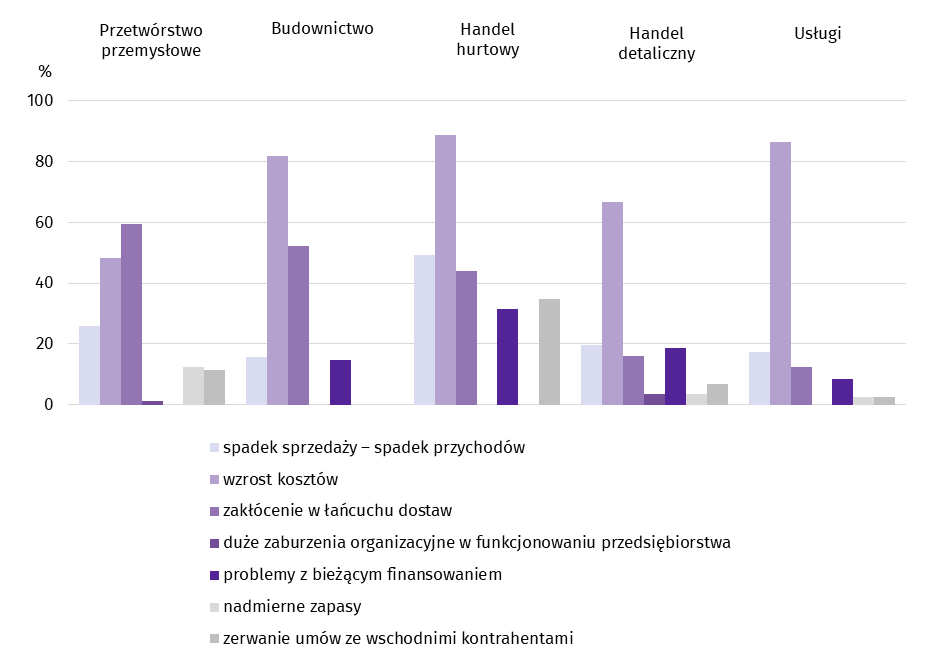 Przetwórstwo
przemysłowe
Budownictwo
Handel
hurtowy
Handel
detaliczny
Usługi
%
100
80
60
40
20
0
spadek sprzedaży – spadek przychodów
wzrost kosztów
zakłócenie w łańcuchu dostaw
duże zaburzenia organizacyjne w funkcjonowaniu przedsiębiorstwa
problemy z bieżącym finansowaniem
nadmierne zapasy
zerwanie umów ze wschodnimi kontrahentami